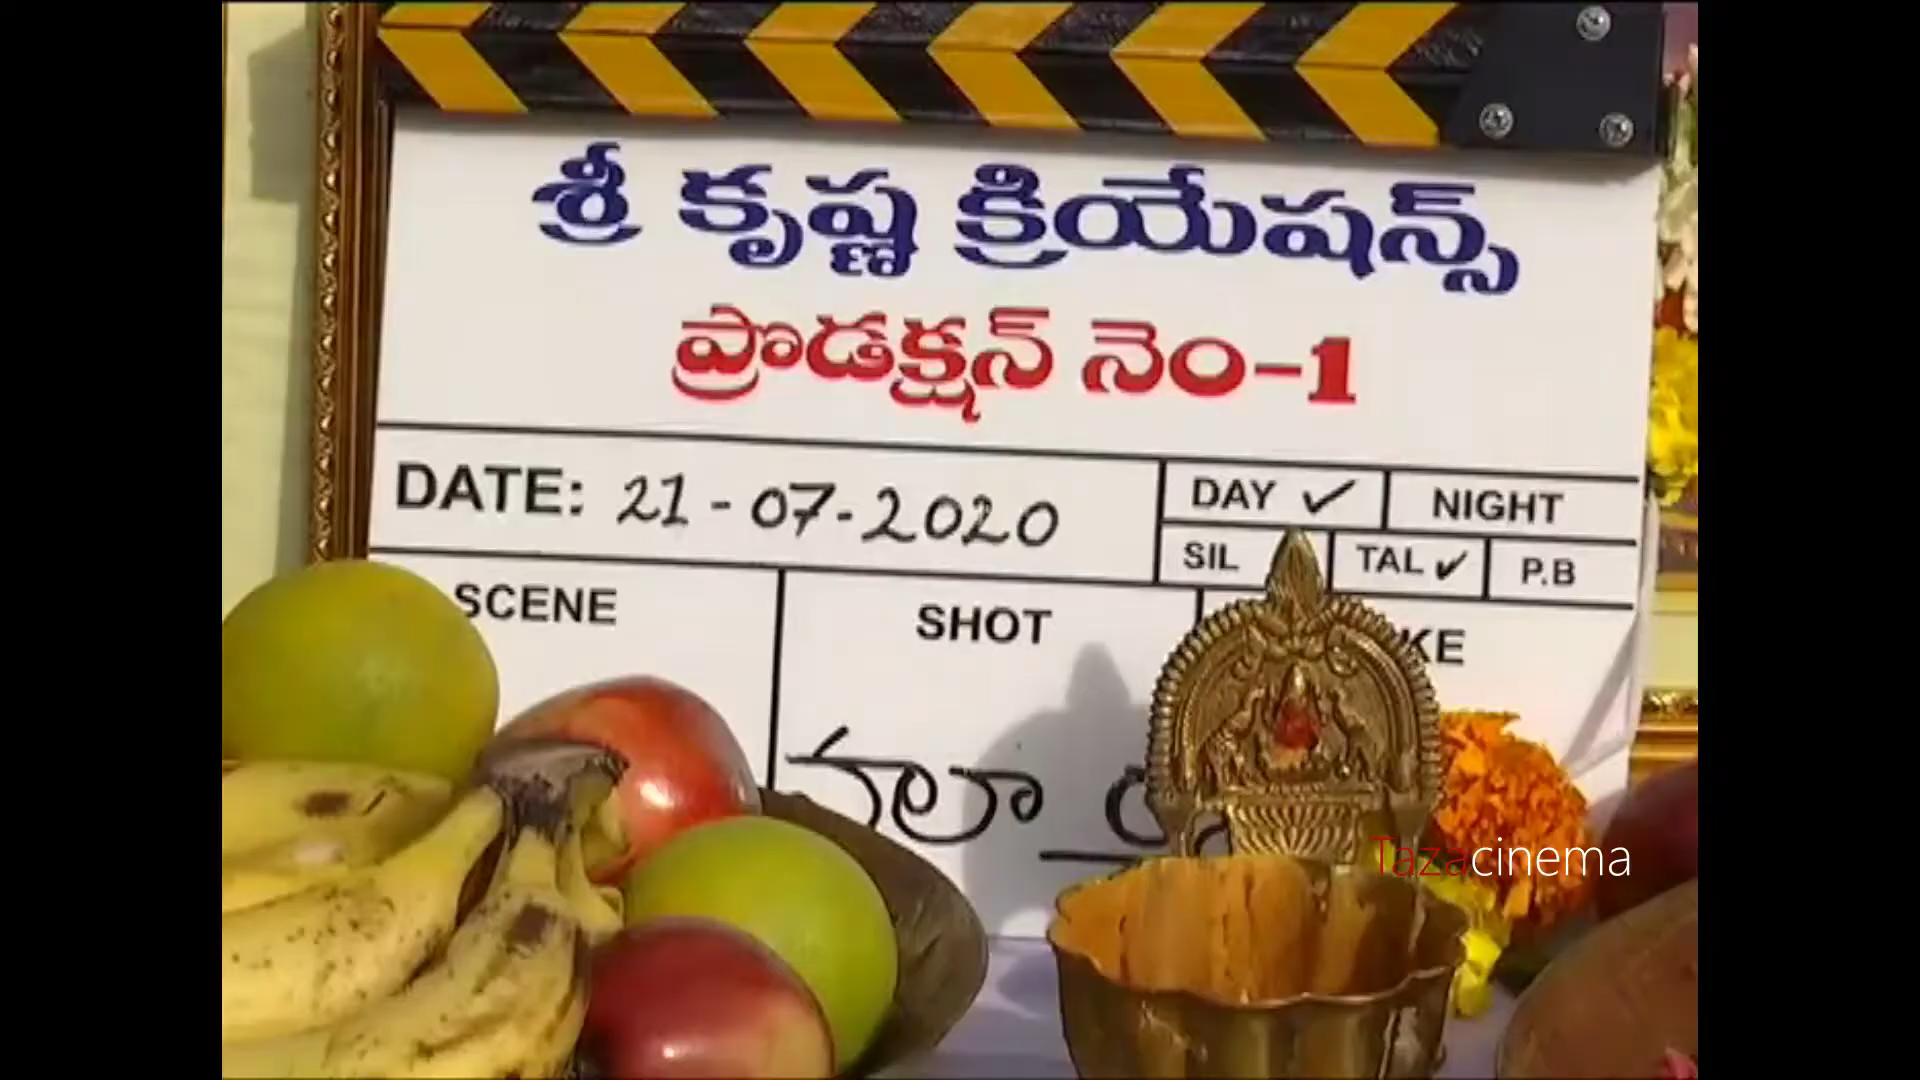 శ్రీ కృష్ణ క్రియేషన్స్
ప్రొడక్షన్ నెం-1
DATE: 21-07-2020
DAY ✓ NIGHT
SIL TAL ✓ P.B
SCENE
SHOT
Tazacinema